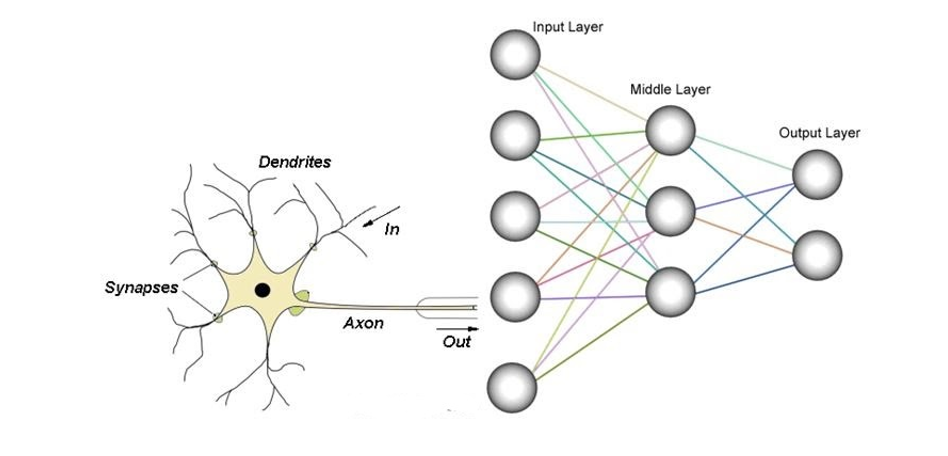 Input Layer
Middle Layer
Output Layer
Dendrites
In
Synapses
Axon
Out